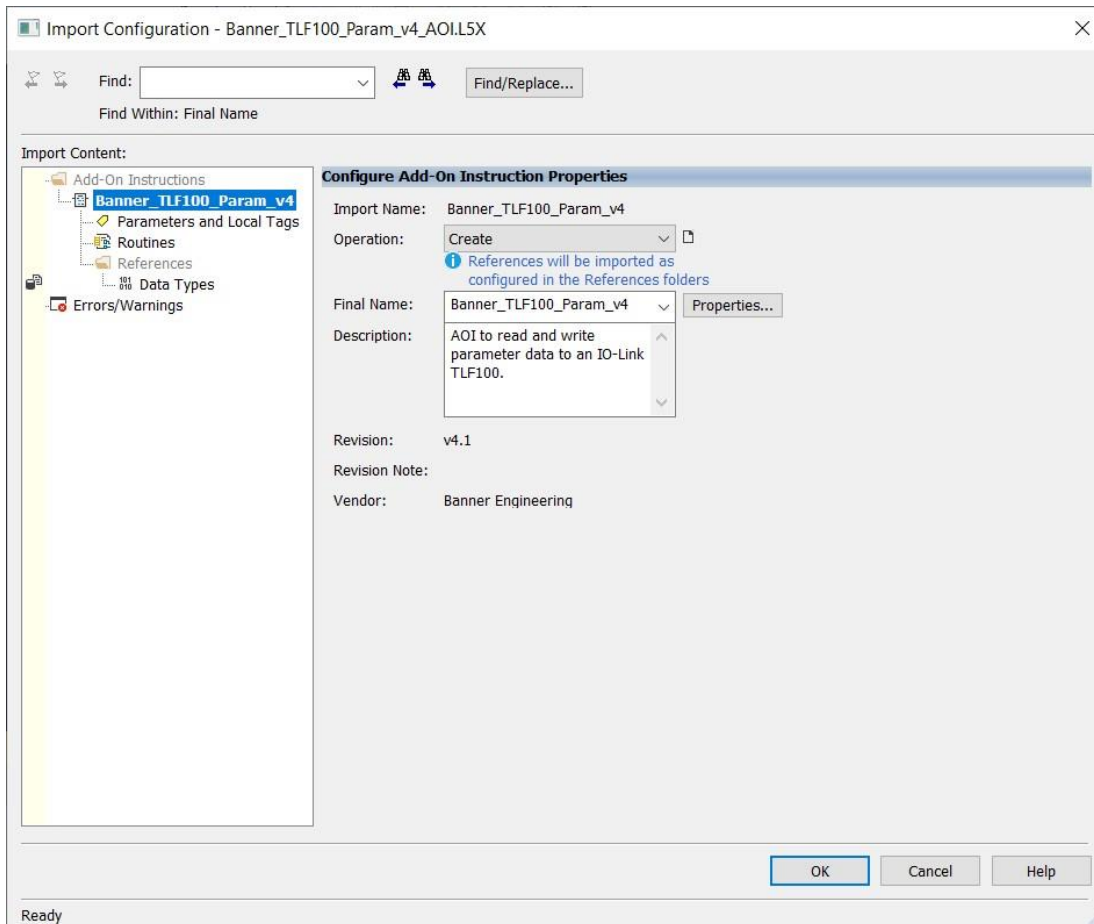 Import Configuration - Banner_TLF100_Param_v4_AOI.L5X
Find:
Find/Replace...
Find Within: Final Name
Import Content:
Add-On Instructions
Banner_TLF100_Param_v4
Parameters and Local Tags
Routines
References
Data Types
Errors/Warnings
Configure Add-On Instruction Properties
Import Name: Banner_TLF100_Param_v4
Operation: Create
References will be imported as
configured in the References folders
Final Name: Banner_TLF100_Param_v4 Properties...
Description: AOI to read and write
parameter data to an IO-Link
TLF100.
Revision: v4.1
Revision Note:
Vendor: Banner Engineering
OK Cancel Help
Ready